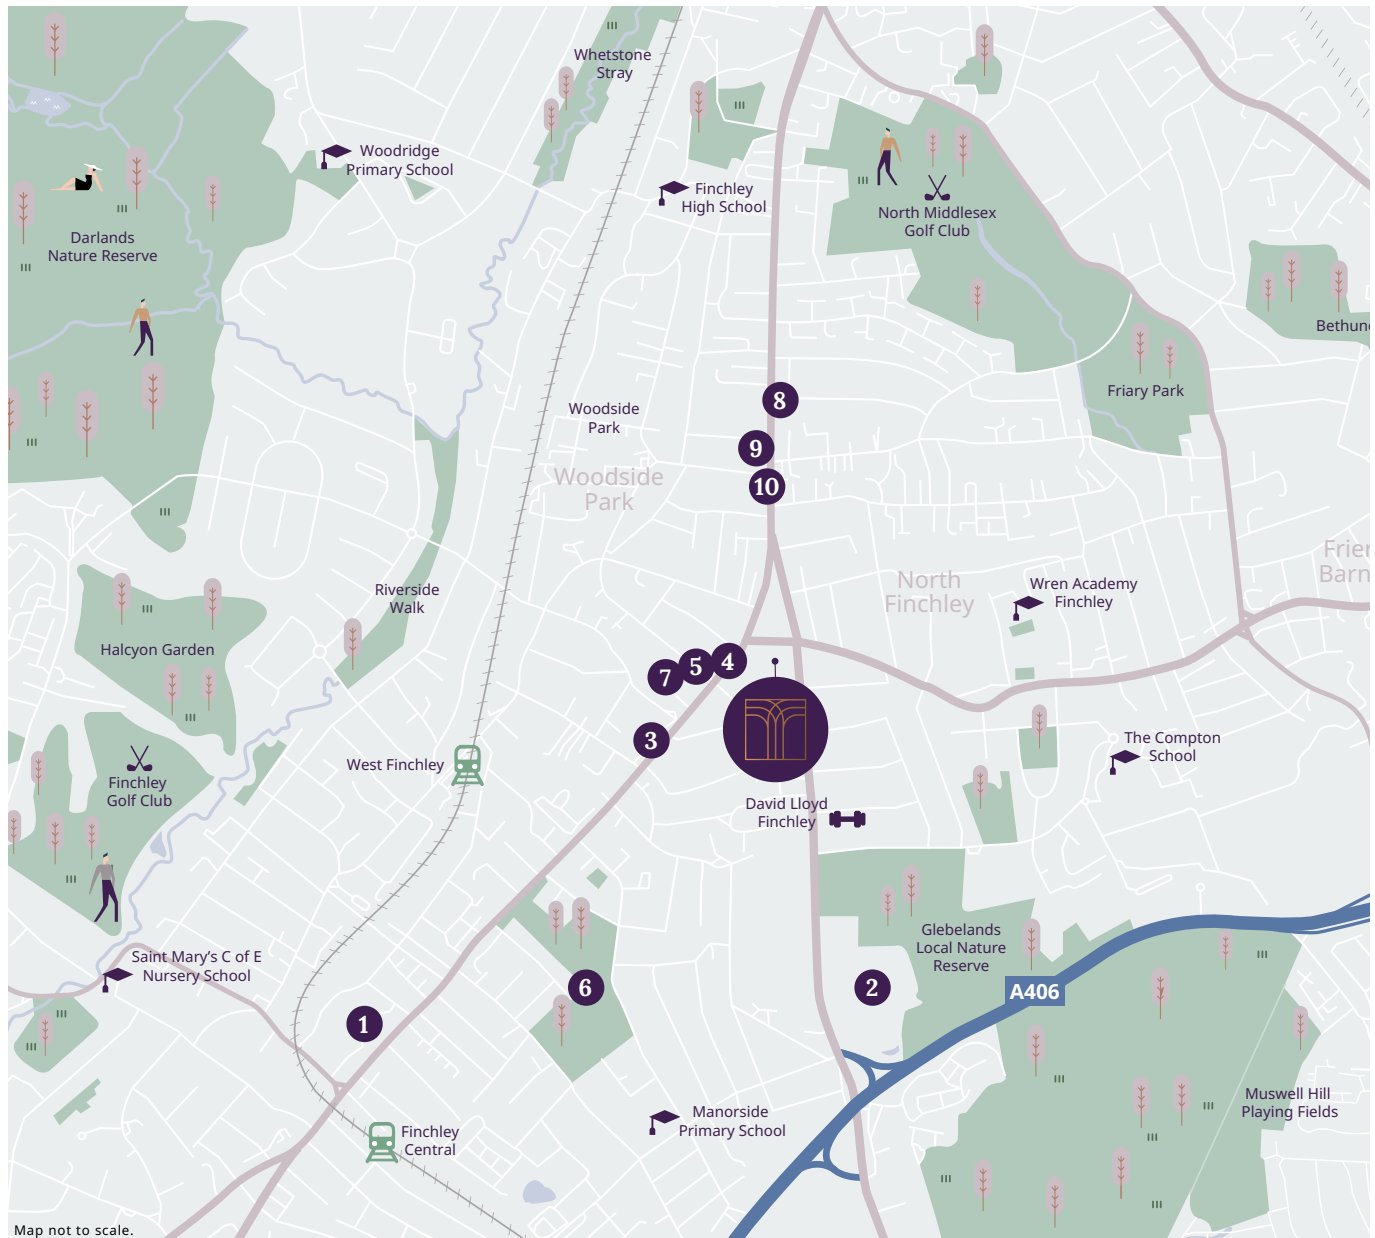 Whetstone
Stray
Woodridge
Primary School
Finchley
High School
North Middlesex
Golf Club
Darlands
Nature Reserve
Bethun
Friary Park
8
Woodside
Park
9
Woodside
Park
10
Frier
Barn
North
Finchley
Wren Academy
Finchley
Riverside
Walk
Halcyon Garden
4
5
7
3
The Compton
School
West Finchley
Finchley
Golf Club
David Lloyd
Finchley
Glebelands
Local Nature
Reserve
Saint Mary's C of E
Nursery School
6
2
A406
1
Muswell Hill
Playing Fields
Manorside
Primary School
Finchley
Central
Map not to scale.